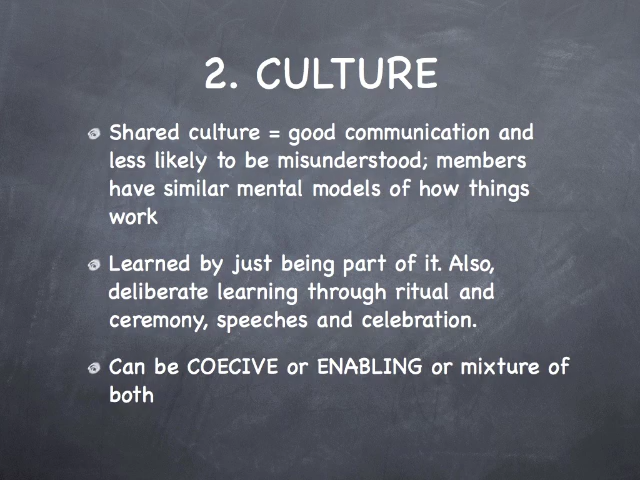 2. CULTURE
Shared culture = good communication and
less likely to be misunderstood; members
have similar mental models of how things
work
Learned by just being part of it. Also,
deliberate learning through ritual and
ceremony, speeches and celebration.
Can be COECIVE or ENABLING or mixture of
both